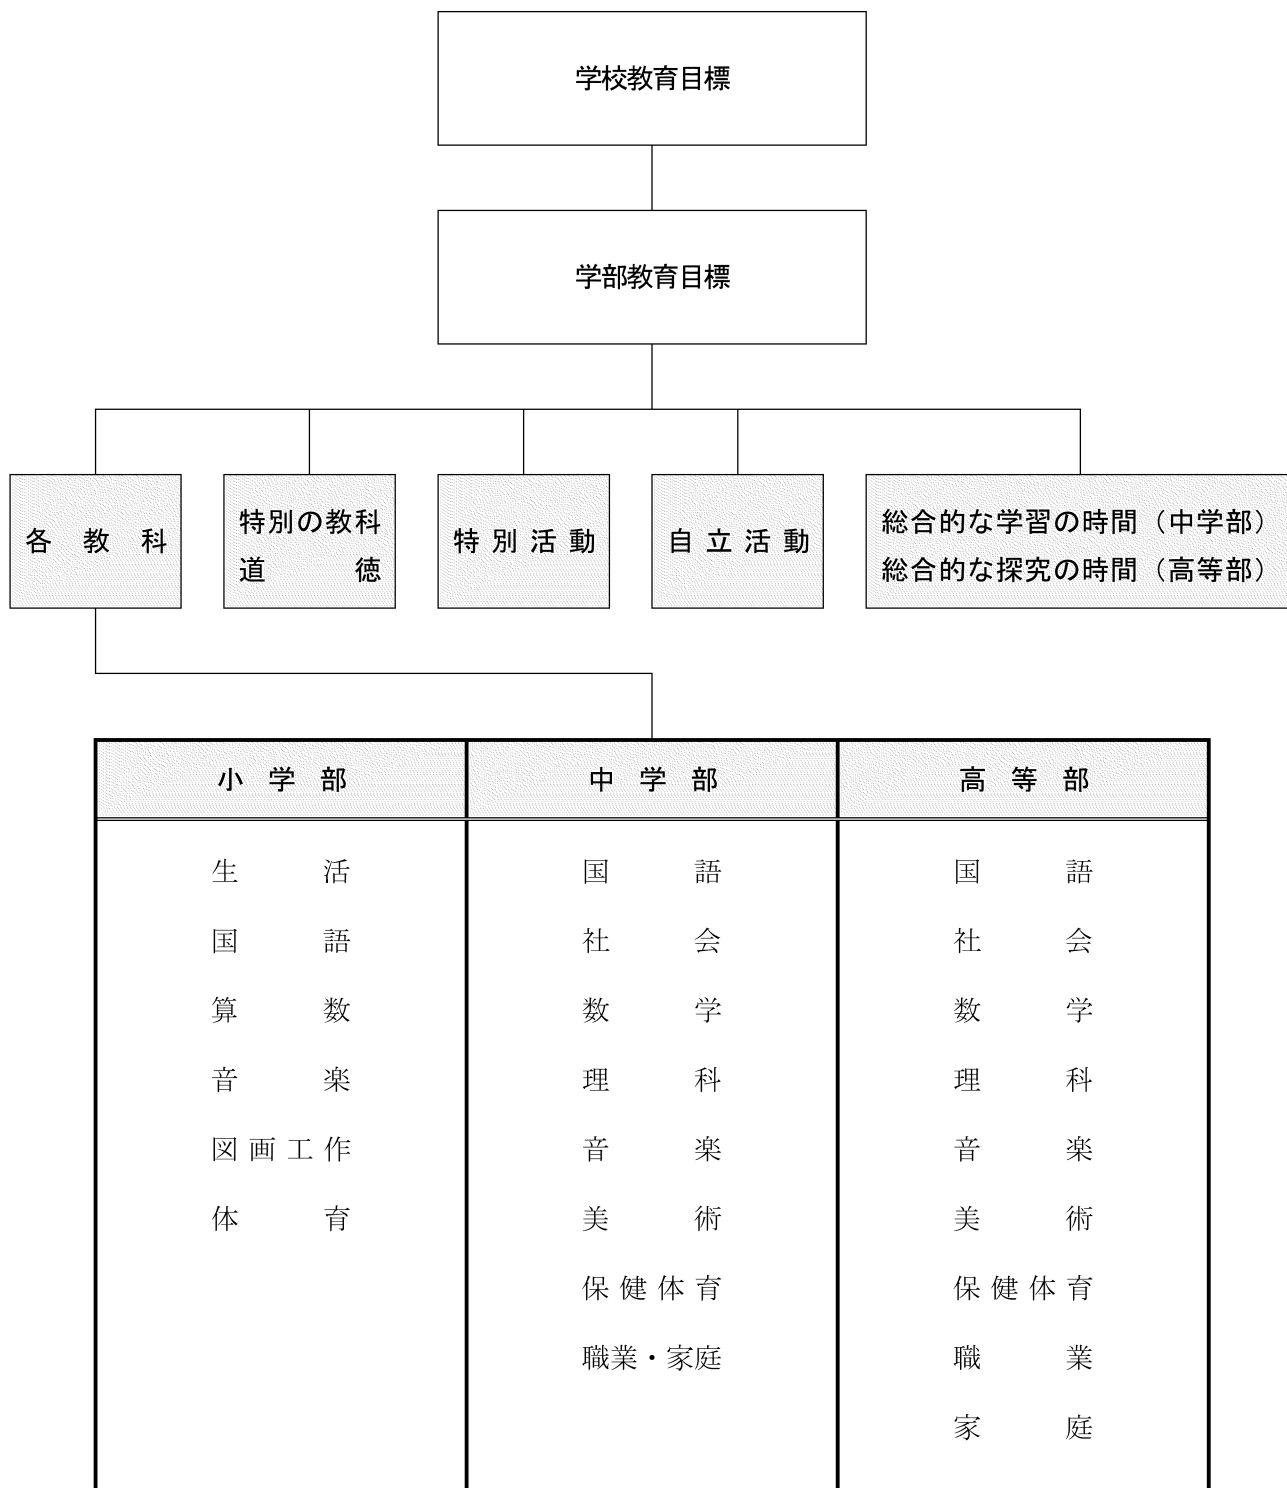 学校教育目標
学部教育目標
各教科
特別の教科
道徳
特別活動
自立活動
総合的な学習の時間（中学部）
総合的な探究の時間（高等部）
小学部
中学部
高等部
生活
国語
算数
音楽
図画工作
体育
国語
社会
数学
理科
音楽
美術
保健体育
職業・家庭
国語
社会
数学
理科
音楽
美術
保健体育
職業
家庭